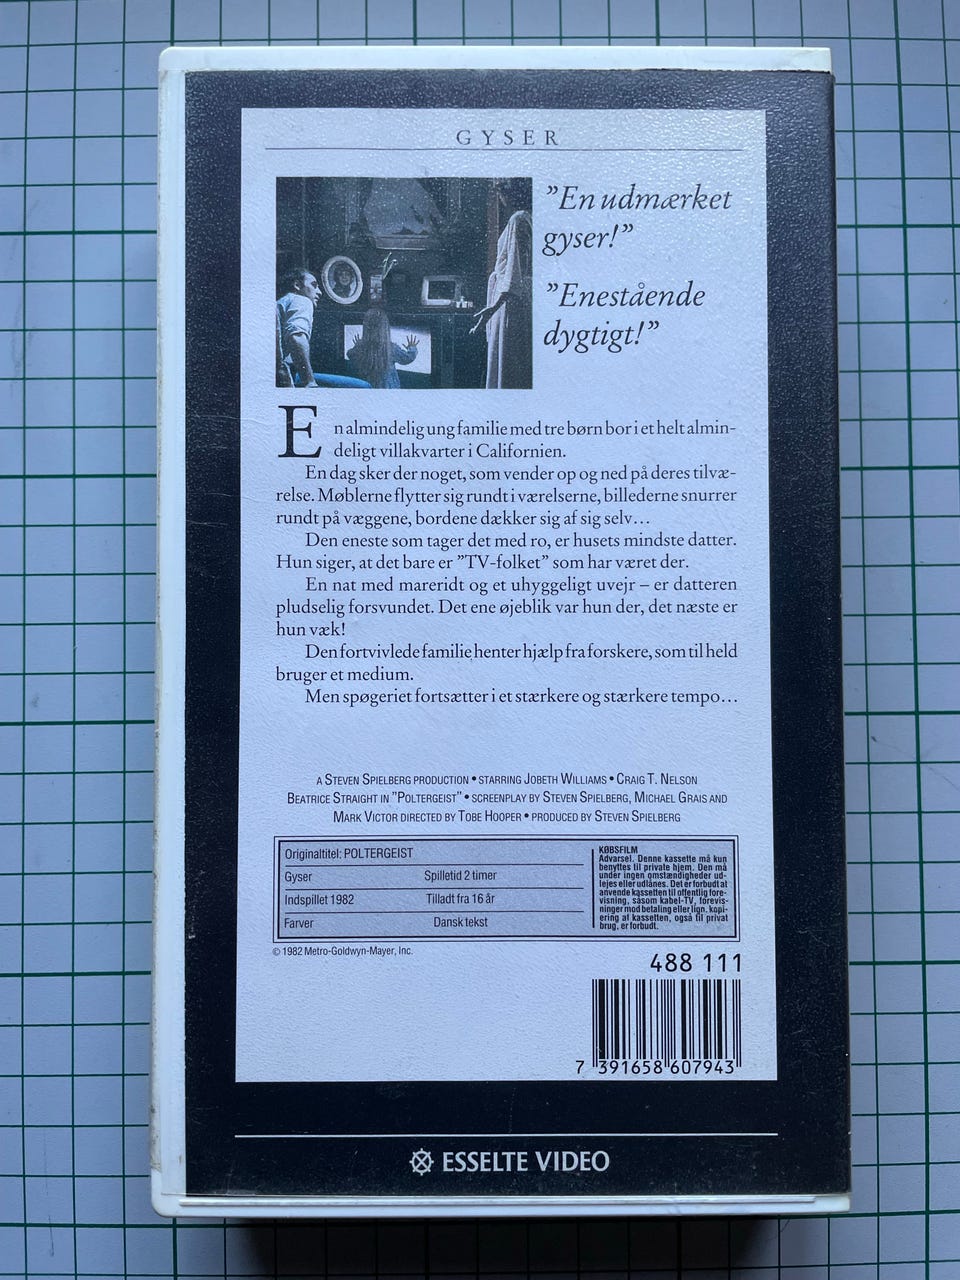 GYSER
”En udmærket
gyser!”
”Enestående
dygtigt!”
En almindelig ung familie med tre børn bor i et helt almin-
deligt villakvarter i Californien.
En dag sker der noget, som vender op og ned på deres tilvæ-
relse. Møblerne flytter sig rundt i værelserne, billederne snurrer
rundt på væggene, bordene dækker sig af sig selv…
Den eneste som tager det med ro, er husets mindste datter.
Hun siger, at det bare er ”TV-folket” som har været der.
En nat med mareridt og et uhyggeligt uvejr – er datteren
pludselig forsvundet. Det ene øjeblik var hun der, det næste er
hun væk!
Den fortvivlede familie henter hjælp fra forskere, som til held
bruger et medium.
Men spøgeriet fortsætter i et stærkere og stærkere tempo…
A STEVEN SPIELBERG PRODUCTION • STARRING JOBETH WILLIAMS • CRAIG T. NELSON
BEATRICE STRAIGHT IN ”POLTERGEIST” • SCREENPLAY BY STEVEN SPIELBERG, MICHAEL GRAIS AND
MARK VICTOR DIRECTED BY TOBE HOOPER • PRODUCED BY STEVEN SPIELBERG
Originaltitel: POLTERGEIST
Gyser Spilletid 2 timer
Indspillet 1982 Tilladt fra 16 år
Farver Dansk tekst
KØBSFILM
Advarsel. Denne kassette må kun
benyttes til private hjem. Den må
under ingen omstændigheder ud-
lejes eller udlånes. Det er forbudt at
anvende kassetten til offentlig fore-
visning, såsom kabel-TV, forevis-
ninger mod betaling eller lign. kopi-
ering af kassetten, også til privat
brug, er forbudt.
© 1982 Metro-Goldwyn-Mayer, Inc.
488 111
7 391658 607943
ESSELTE VIDEO